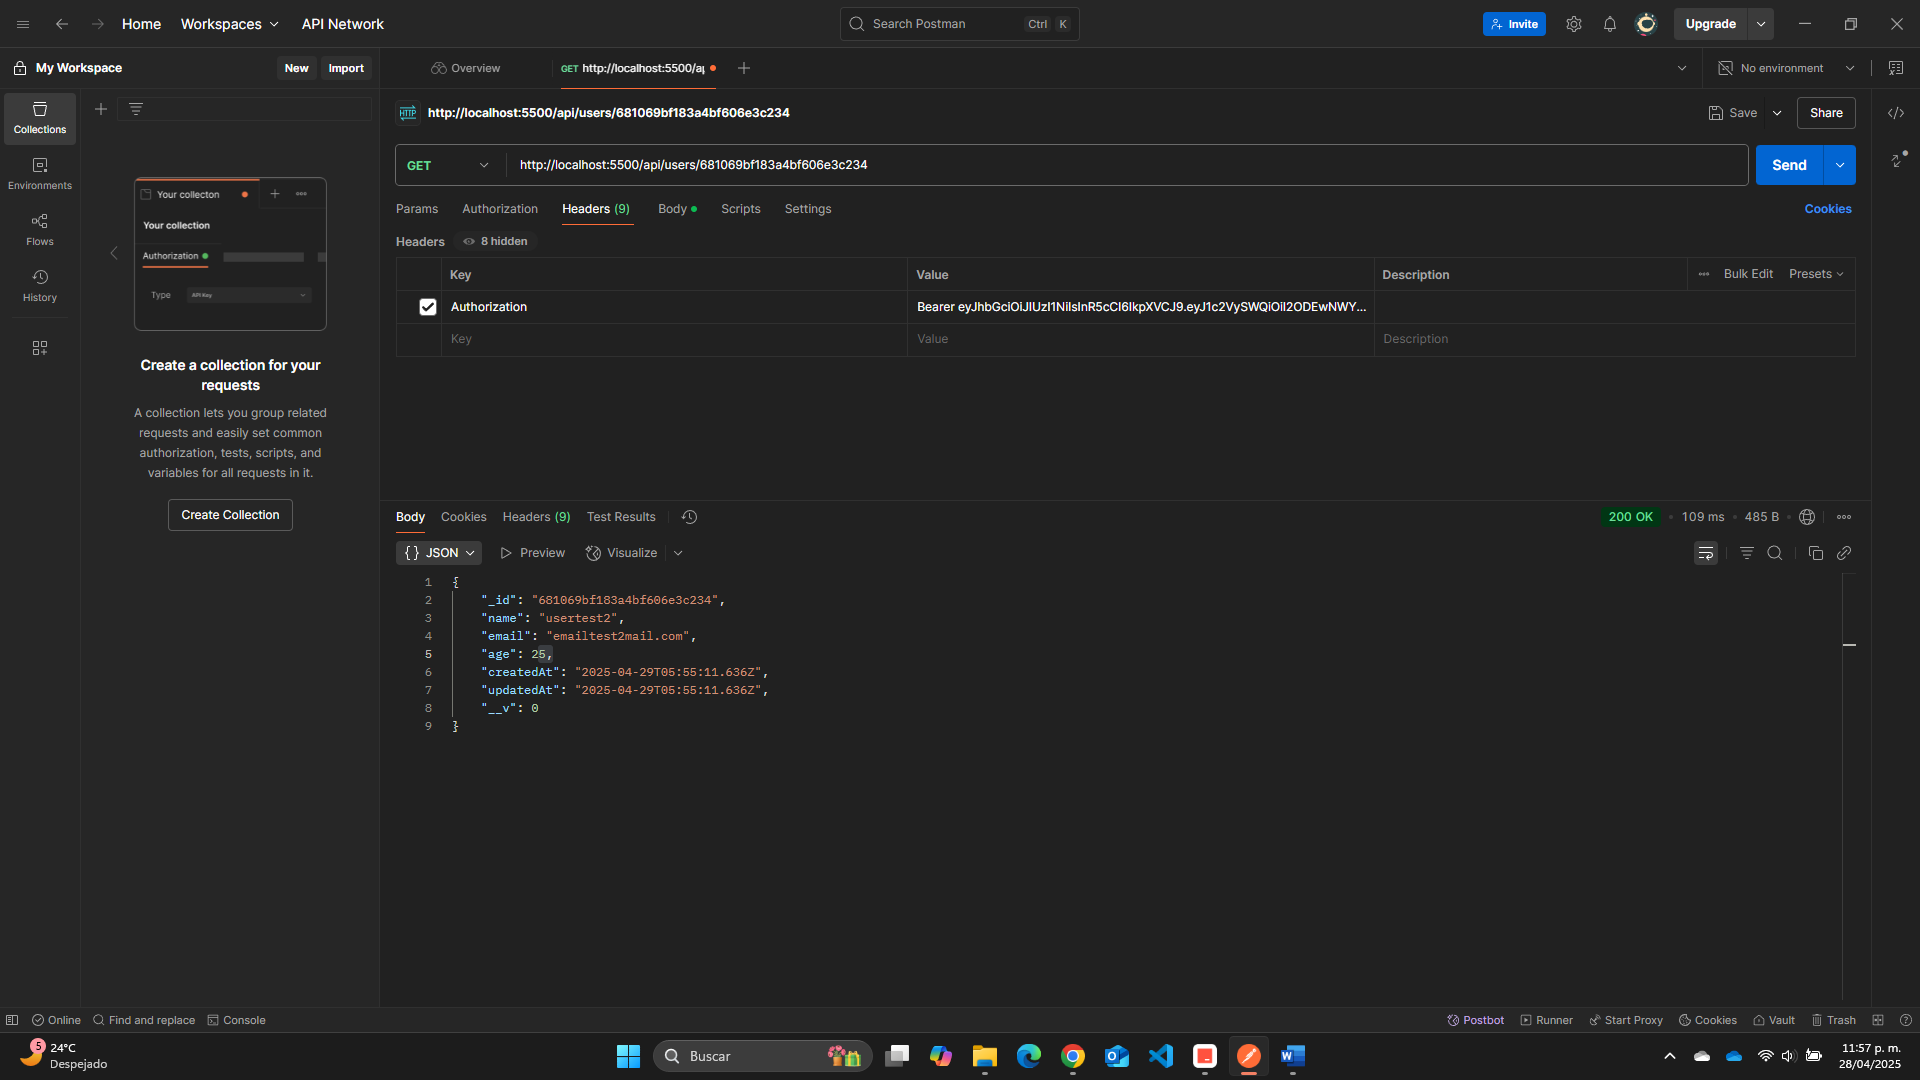 Home
Workspaces
API Network
Search Postman
Ctrl K
Invite
Upgrade
My Workspace
New
Import
Overview
GET http://localhost:5500/a
No environment
Collections
Environments
Flows
History
Your collecton
Your collection
Authorization
Type
API Key
Create a collection for your
requests
A collection lets you group related
requests and easily set common
authorization, tests, scripts, and
variables for all requests in it.
Create Collection
HTTP http://localhost:5500/api/users/681069bf183a4bf606e3c234
Save
Share
GET
http://localhost:5500/api/users/681069bf183a4bf606e3c234
Send
Params
Authorization
Headers (9)
Body
Scripts
Settings
Cookies
Headers
8 hidden
Key
Value
Description
Bulk Edit
Presets
Authorization
Bearer eyJhbGciOiJIUzI1NiIsInR5cCI6IkpXVCJ9.eyJ1c2VySWQiOiI2ODEwNWY...
Key
Value
Description
Body
Cookies
Headers (9)
Test Results
200 OK
109 ms
485 B
{} JSON
Preview
Visualize
1 {
2 "_id": "681069bf183a4bf606e3c234",
3 "name": "usertest2",
4 "email": "emailtest2mail.com",
5 "age": 25,
6 "createdAt": "2025-04-29T05:55:11.636Z",
7 "updatedAt": "2025-04-29T05:55:11.636Z",
8 "__v": 0
9 }
Online
Find and replace
Console
Postbot
Runner
Start Proxy
Cookies
Vault
Trash
5
24°C
Despejado
Buscar
11:57 p. m.
28/04/2025